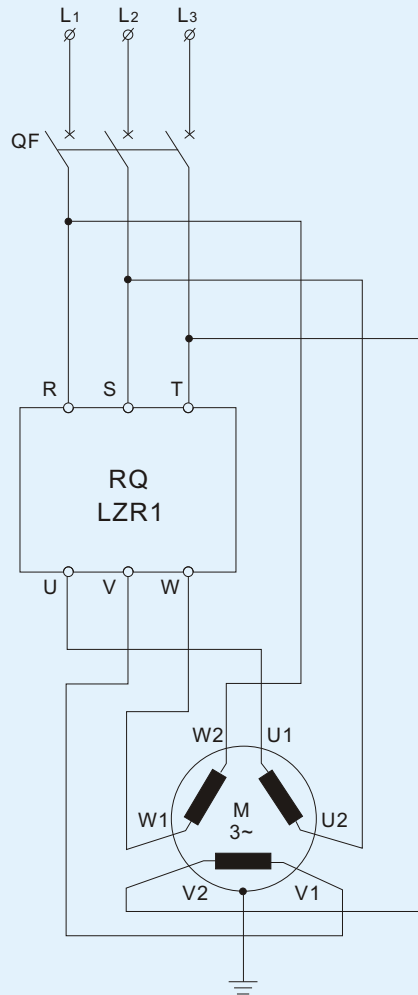 L1 L2 L3
QF
R S T
RQ
LZR1
U V W
W2 U1
W1 M U2
3~
V2 V1